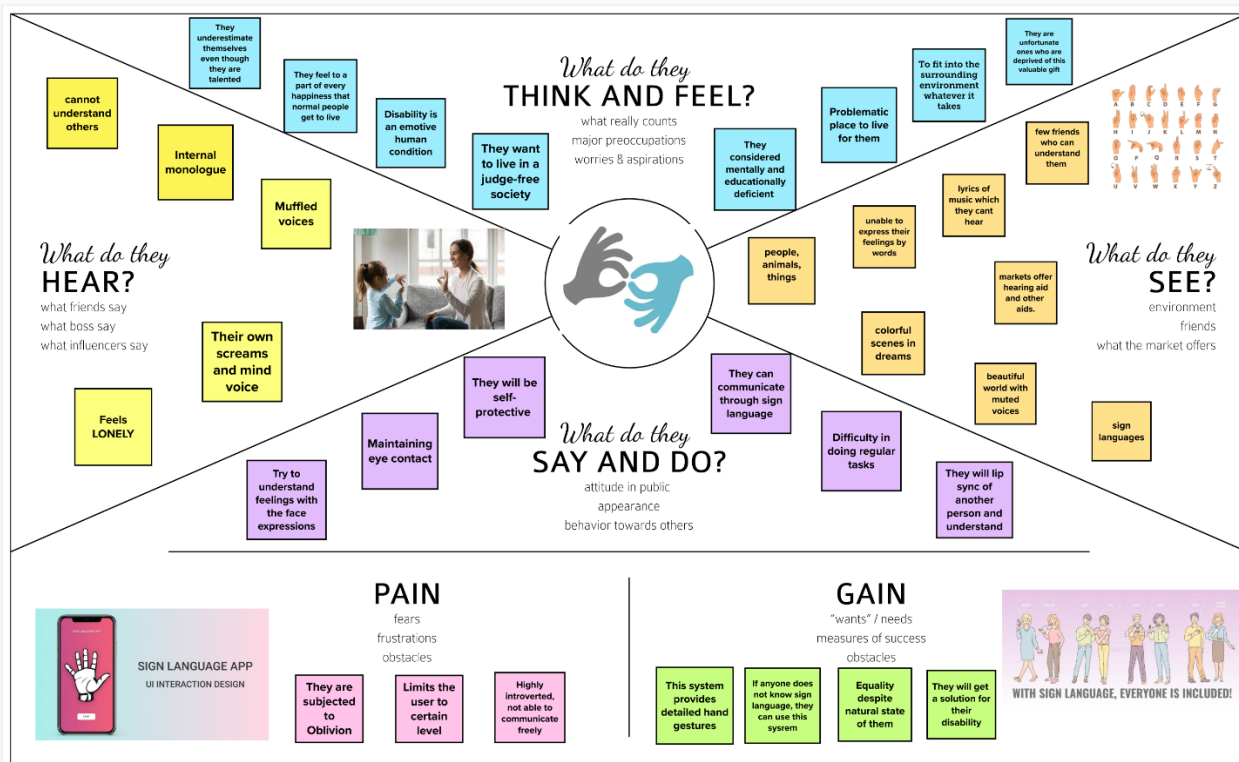 They
underestimate
themselves
even though
they are
talented
They feel to a
part of every
happiness that
normal people
get to live
Disability is
an emotive
human
condition
They want to
live in a
judge-free
society
What do they
THINK AND FEEL?
what really counts
major preoccupations
worries & aspirations
They
considered
mentally and
educationally
deficient
Problematic
place to live
for them
To fit into the
surrounding
environment
whatever it
takes
They are
unfortunate
ones who are
deprived of this
valuable gift
cannot
understand
others
Internal
monologue
Muffled
voices
What do they
HEAR?
what friends say
what boss say
what influencers say
Their own
screams
and mind
voice
Feels
LONELY
A B C D E F G
H I J K L M N
O P Q R S T
U V W X Y Z
few friends
who can
understand
them
lyrics of
music which
they cant
hear
unable to
express their
feelings by
words
people,
animals,
things
What do they
SEE?
environment
friends
what the market offers
markets offer
hearing aid
and other
aids.
colorful
scenes in
dreams
beautiful
world with
muted
voices
sign
languages
They will be
self-
protective
Maintaining
eye contact
Try to
understand
feelings with
the face
expressions
What do they
SAY AND DO?
attitude in public
appearance
behavior towards others
They can
communicate
through sign
language
Difficulty in
doing regular
tasks
They will lip
sync of
another
person and
understand
SIGN LANGUAGE APP
UI INTERACTION DESIGN
PAIN
fears
frustrations
obstacles
They are
subjected
to
Oblivion
Limits the
user to
certain
level
Highly
introverted,
not able to
communicate
freely
GAIN
"wants" / needs
measures of success
obstacles
This system
provides
detailed hand
gestures
If anyone does
not know sign
language, they
can use this
sysrem
Equality
despite
natural state
of them
They will get
a solution for
their
disability
WITH SIGN LANGUAGE, EVERYONE IS INCLUDED!